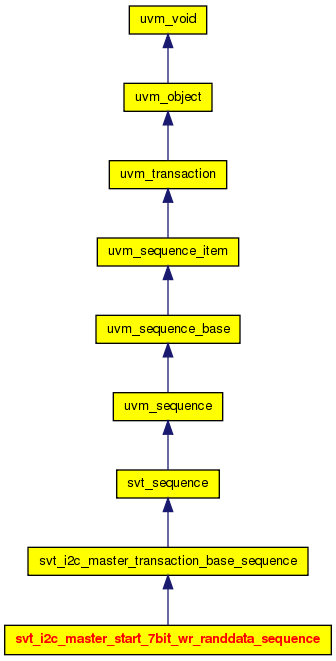 uvm_void
uvm_object
uvm_transaction
uvm_sequence_item
uvm_sequence_base
uvm_sequence
svt_sequence
svt_i2c_master_transaction_base_sequence
svt_i2c_master_start_7bit_wr_randdata_sequence